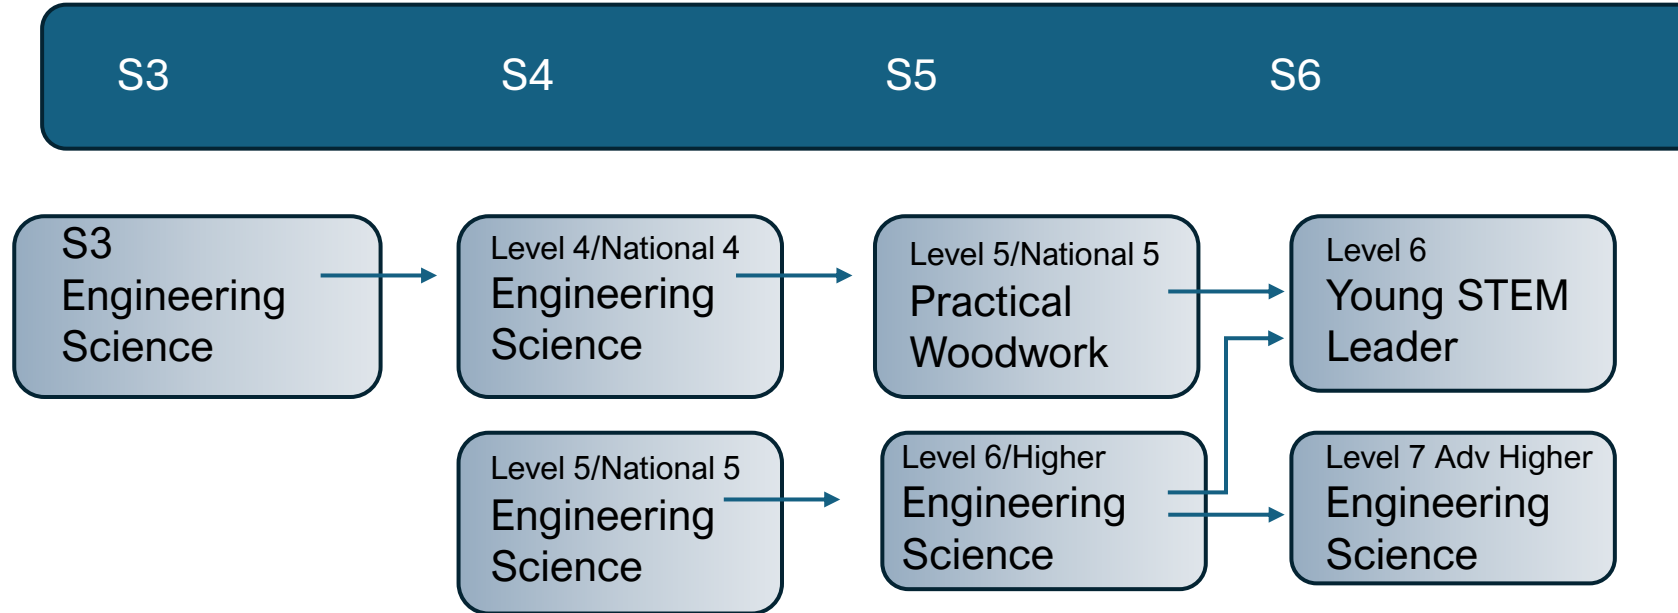 S3
S4
S5
S6
S3
Engineering
Science
Level 4/National 4
Engineering
Science
Level 5/National 5
Practical
Woodwork
Level 6
Young STEM
Leader
Level 5/National 5
Engineering
Science
Level 6/Higher
Engineering
Science
Level 7 Adv Higher
Engineering
Science